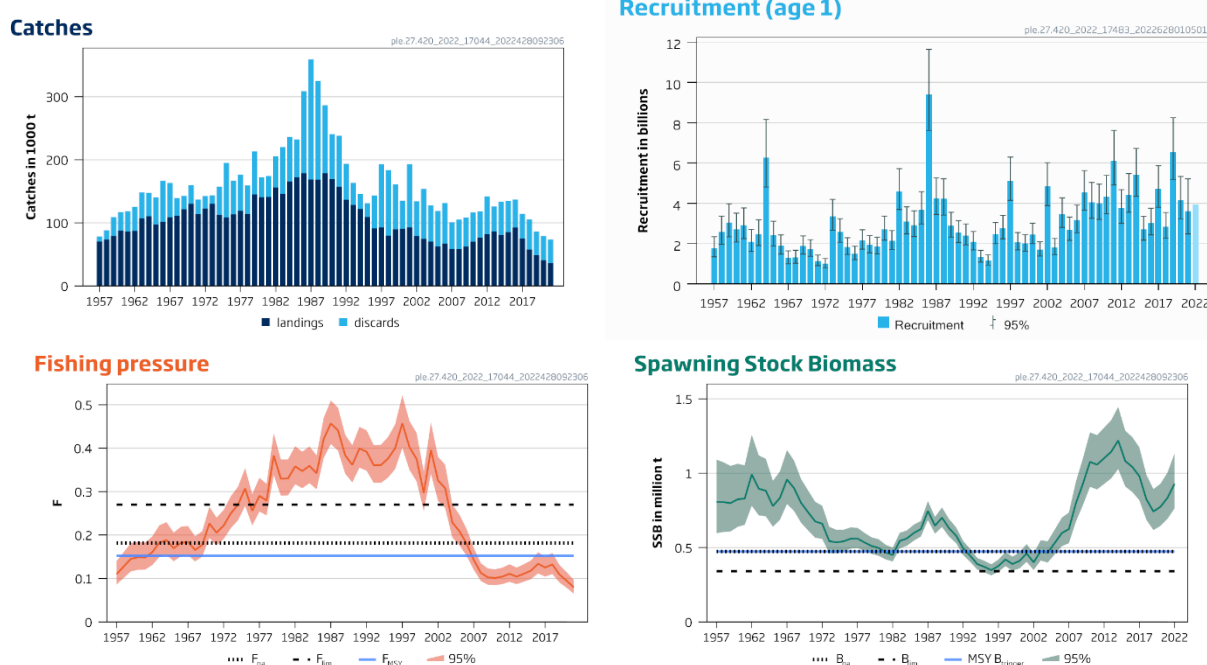 Catches
ple.27.420_2022_17044_2022428092306
Catches in 1000 t
300
200
100
0
1957 1962 1967 1972 1977 1982 1987 1992 1997 2002 2007 2012 2017
landings discards
Recruitment (age 1)
ple.27.420_2022_17483_2022628010501
Recruitment in billions
12
10
8
6
4
2
0
1957 1962 1967 1972 1977 1982 1987 1992 1997 2002 2007 2012 2017 2022
Recruitment 95%
Fishing pressure
ple.27.420_2022_17044_2022428092306
F
0.5
0.4
0.3
0.2
0.1
0
1957 1962 1967 1972 1977 1982 1987 1992 1997 2002 2007 2012 2017
Fpa Flim FMSY 95%
Spawning Stock Biomass
ple.27.420_2022_17044_2022428092306
SSB in million t
1.5
1
0.5
0
1957 1962 1967 1972 1977 1982 1987 1992 1997 2002 2007 2012 2017 2022
Bpa Blim MSY Btrigger 95%